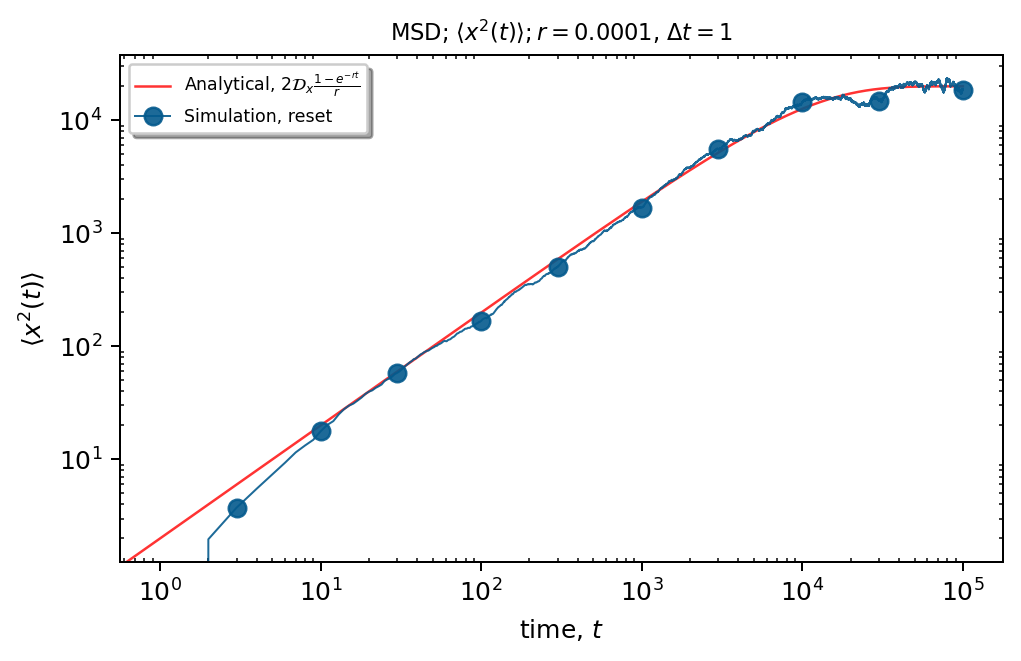 MSD; ⟨x²(t)⟩; r = 0.0001, Δt = 1
Analytical, 2𝒟ₓ (1−e^{−rt})/r
Simulation, reset
⟨x²(t)⟩
10⁴
10³
10²
10¹
10⁰ 10¹ 10² 10³ 10⁴ 10⁵
time, t